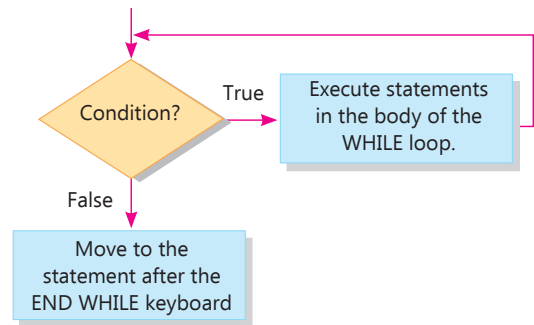 Condition?
True
Execute statements
in the body of the
WHILE loop.
False
Move to the
statement after the
END WHILE keyboard